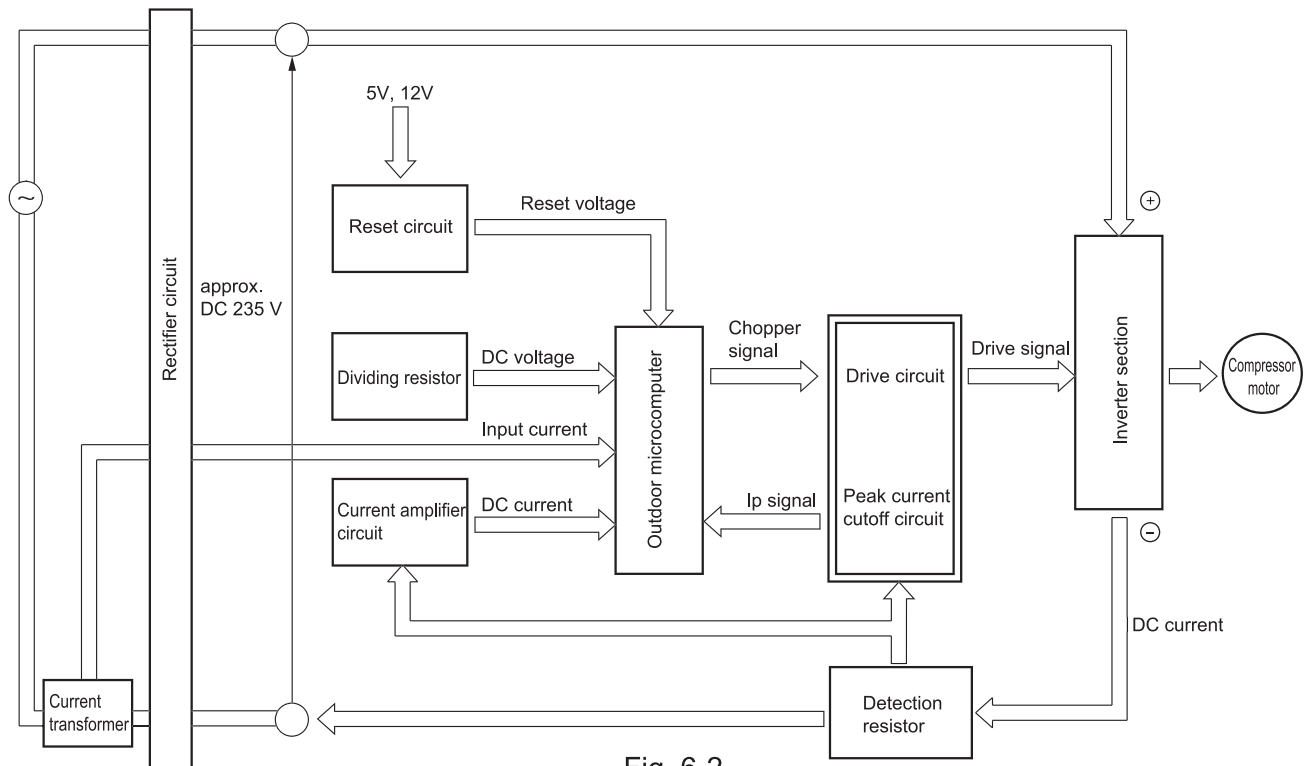 5V, 12V
Reset circuit
Reset voltage
Rectifier circuit
approx.
DC 235 V
Dividing resistor
DC voltage
Input current
Current amplifier
circuit
DC current
Outdoor microcomputer
Chopper
signal
Ip signal
Drive circuit
Peak current
cutoff circuit
Drive signal
+
Inverter section
−
Compressor
motor
DC current
Detection
resistor
Current
transformer
~
Fig. 6-2